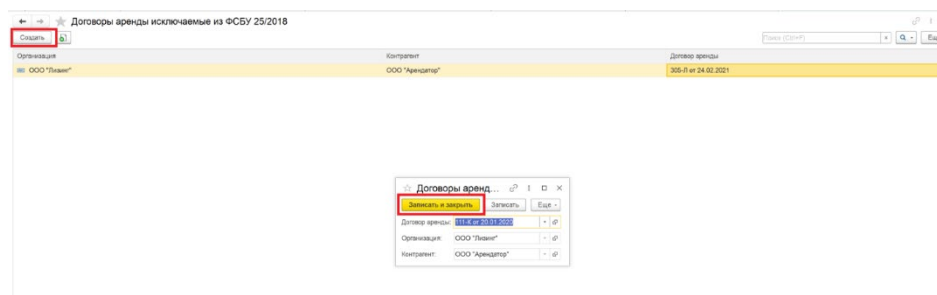 Договоры аренды исключаемые из ФСБУ 25/2018
Создать
Поиск (Ctrl+F)
Ещ
Организация Контрагент Договор аренды
ООО "Лизинг" ООО "Арендатор" 305-Л от 24.02.2021
Договоры аренд...
Записать и закрыть Записать Еще
Договор аренды: 111-К от 20.01.2020
Организация: ООО "Лизинг"
Контрагент: ООО "Арендатор"